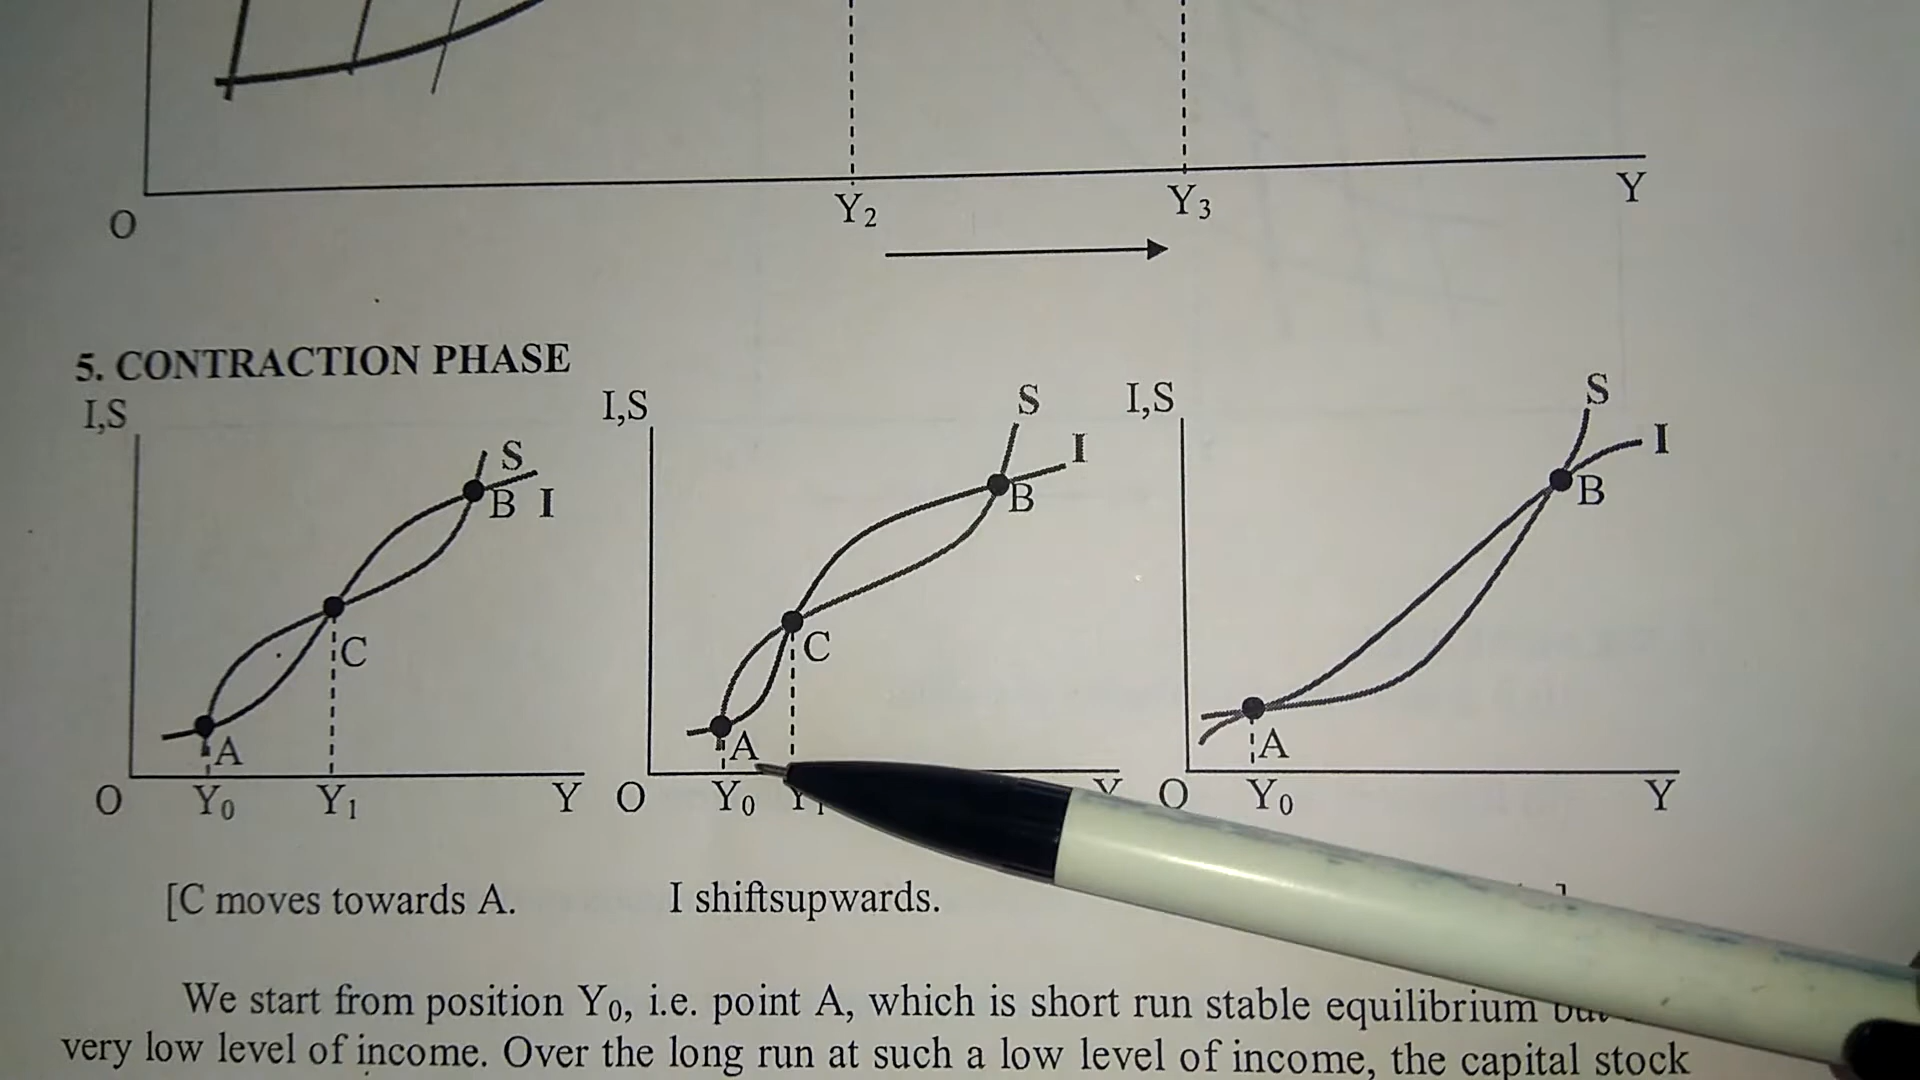 O Y₂ Y₃ Y
5. CONTRACTION PHASE
I,S S B I C A O Y₀ Y₁ Y
I,S S I B C A O Y₀ Y₁ Y
I,S S I B A O Y₀ Y
[C moves towards A. I shiftsupwards. ]
We start from position Y₀, i.e. point A, which is short run stable equilibrium
very low level of income. Over the long run at such a low level of income, the capital stock